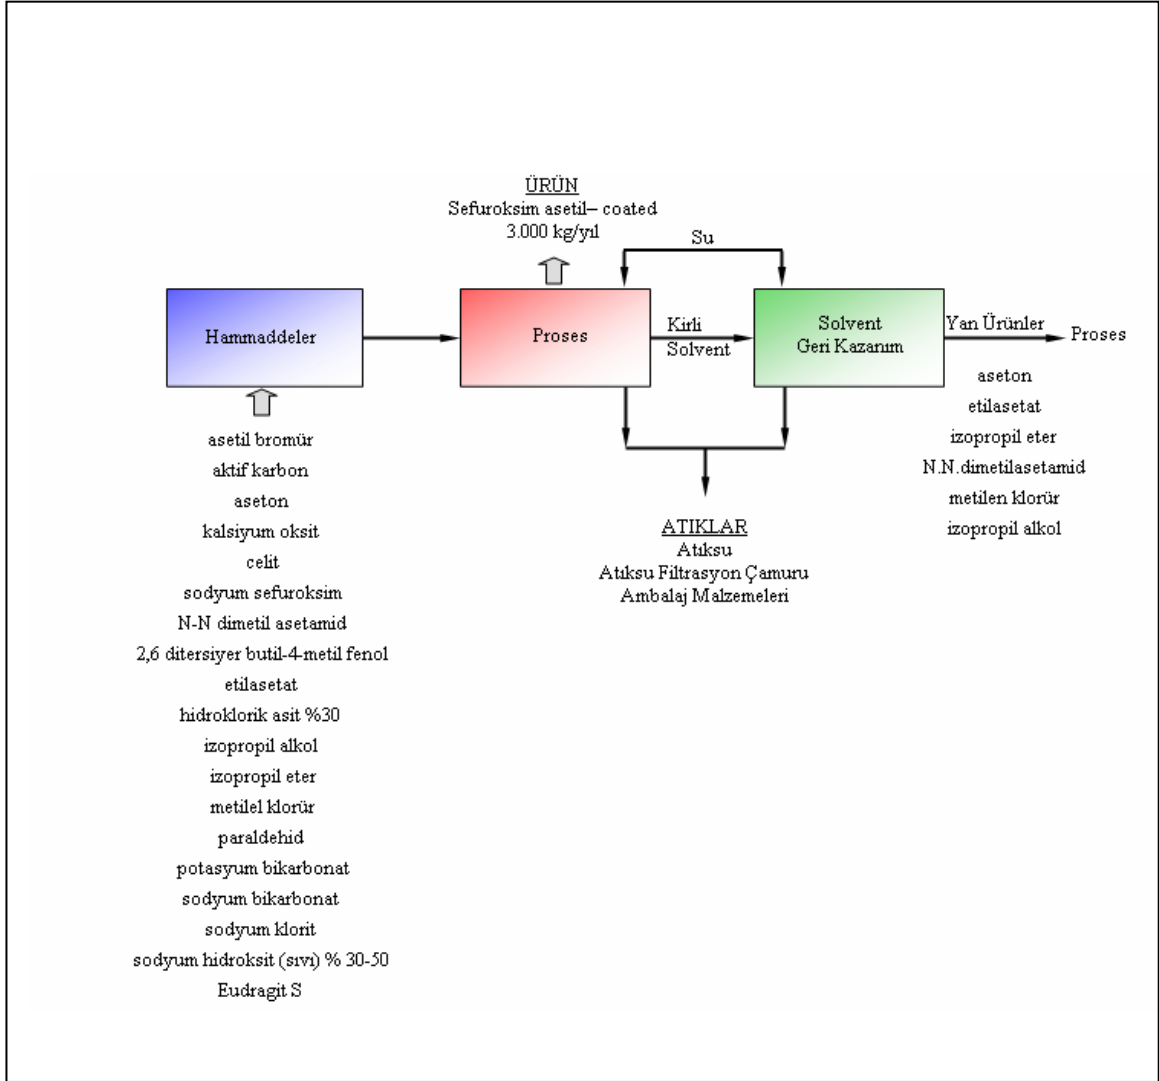 ÜRÜN
Sefuroksim asetil– coated
3.000 kg/yıl
Su
Hammaddeler
Proses
Kirli
Solvent
Solvent
Geri Kazanım
Yan Ürünler
Proses
asetil bromür
aktif karbon
aseton
kalsiyum oksit
celit
sodyum sefuroksim
N-N dimetil asetamid
2,6 ditersiyer butil-4-metil fenol
etilasetat
hidroklorik asit %30
izopropil alkol
izopropil eter
metilel klorür
paraldehid
potasyum bikarbonat
sodyum bikarbonat
sodyum klorit
sodyum hidroksit (sıvı) % 30-50
Eudragit S
ATIKLAR
Atıksu
Atıksu Filtrasyon Çamuru
Ambalaj Malzemeleri
aseton
etilasetat
izopropil eter
N.N.dimetilasetamid
metilen klorür
izopropil alkol